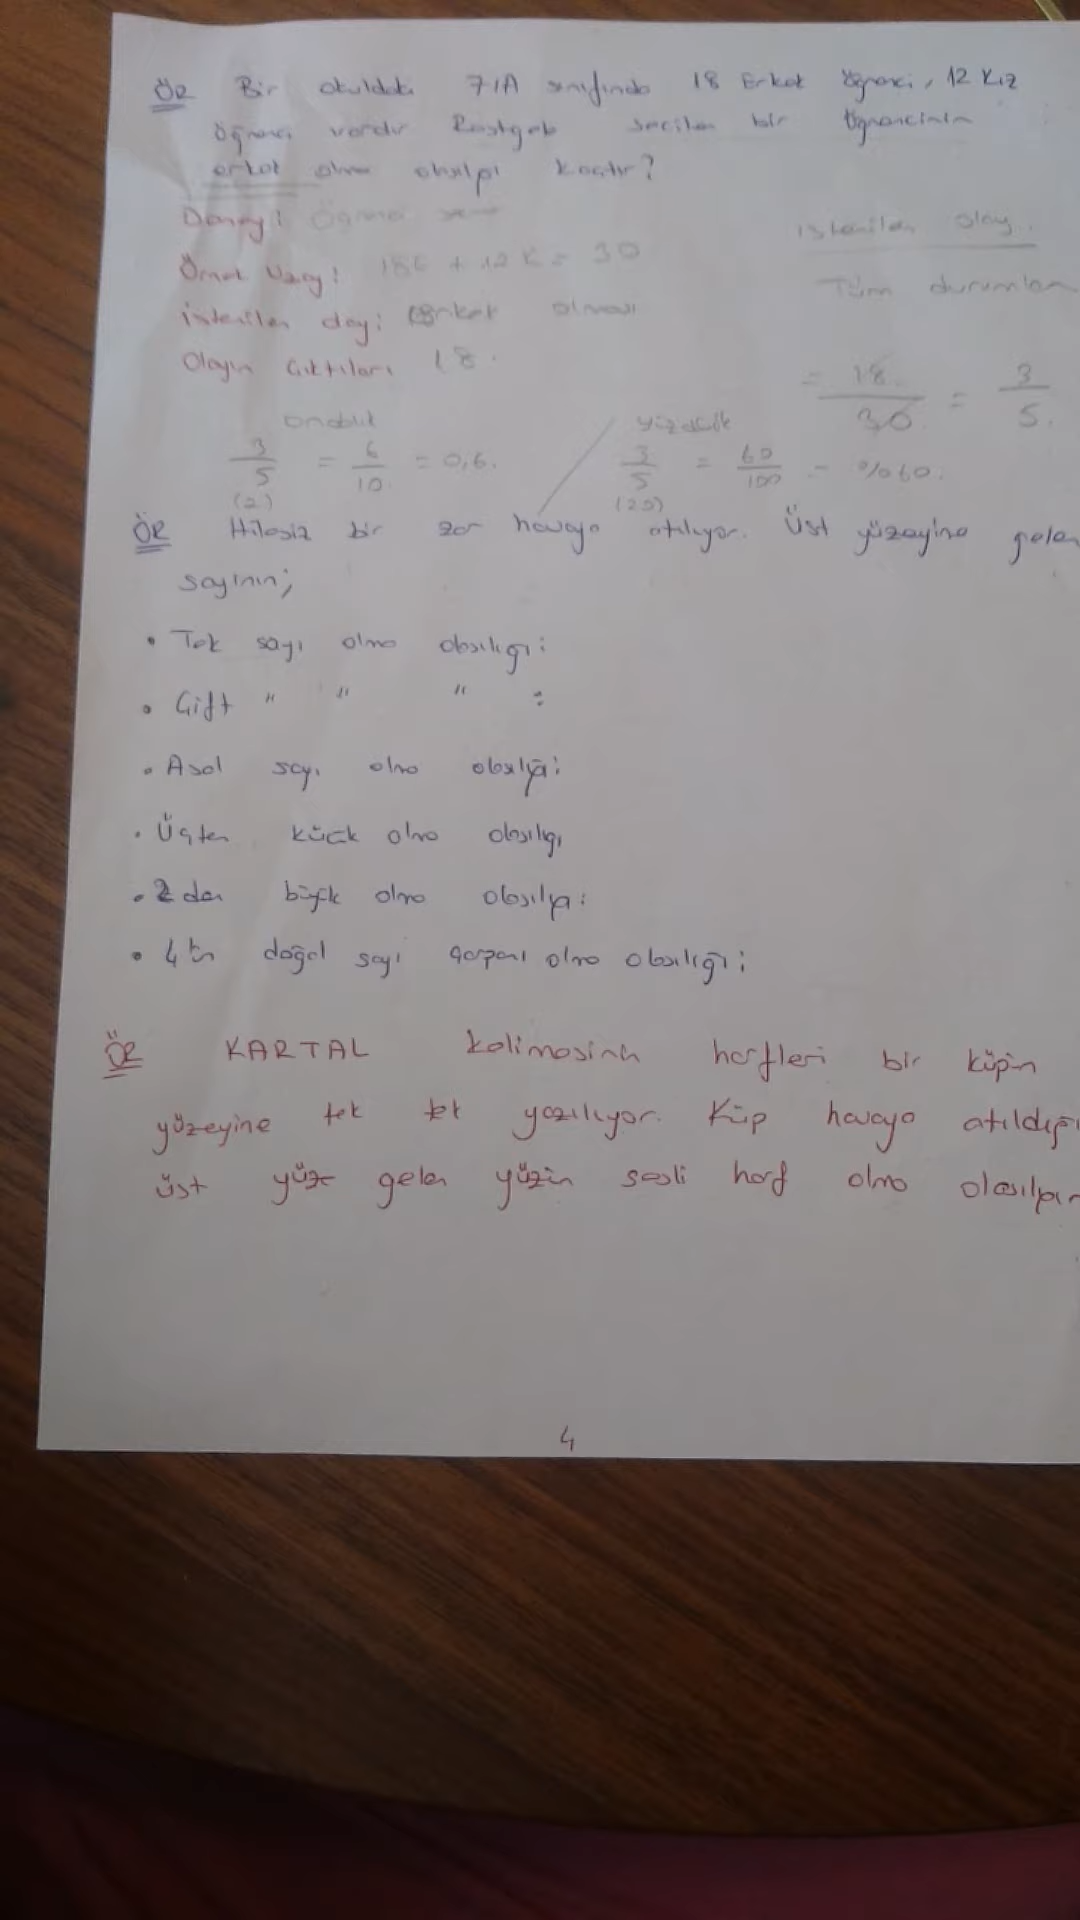 ÖR Bir okuldaki 7/A sınıfında 18 Erkek öğrenci, 12 Kız
öğrenci vardır Rastgele seçilen bir öğrencinin
erkek olma olasılığı kaçtır?
Deney: Öğrenci
Örnek Uzay: 18E + 12K = 30
istenilen olay: Erkek olması
Olayın Çıktıları 18.
istenilen olay.
Tüm durumlar
= 18/30 = 3/5.
Ondalık
3/5 = 6/10 = 0,6.
(2)
yüzdelik
3/5 = 60/100 = %60.
(20)
ÖR Hilesiz bir zar havaya atılıyor. Üst yüzeyine gelen
sayının;
• Tek sayı olma olasılığı:
• Çift " " " :
• Asal sayı olma olasılığı:
• Üçten küçük olma olasılığı
• 2 den büyük olma olasılığı:
• 4 ün doğal sayı çarpanı olma olasılığı:
ÖR KARTAL kelimesinin harfleri bir küpün
yüzeyine tek tek yazılıyor. Küp havaya atıldığı
üst yüze gelen yüzün sesli harf olma olasılığı
4